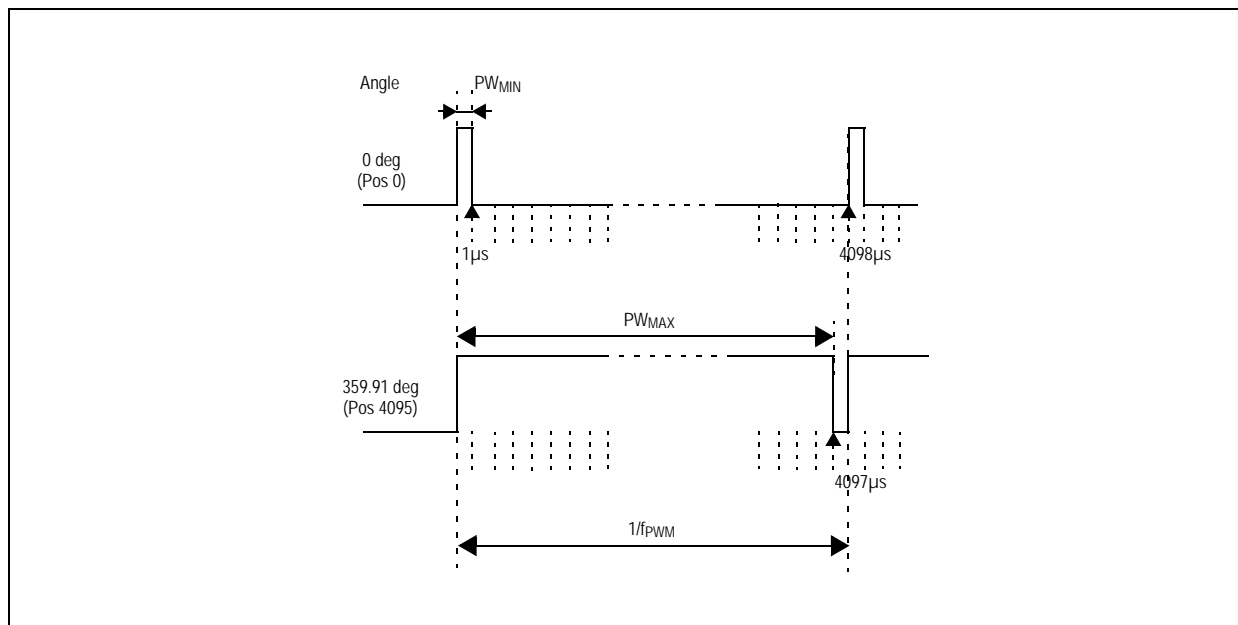 Angle
PWMIN
0 deg
(Pos 0)
1µs
4098µs
PWMAX
359.91 deg
(Pos 4095)
4097µs
1/fPWM